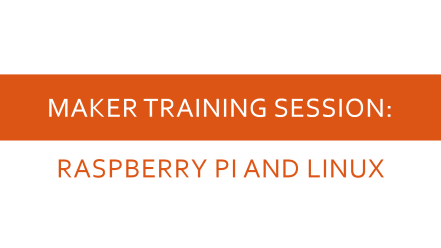 MAKER TRAINING SESSION:
RASPBERRY PI AND LINUX